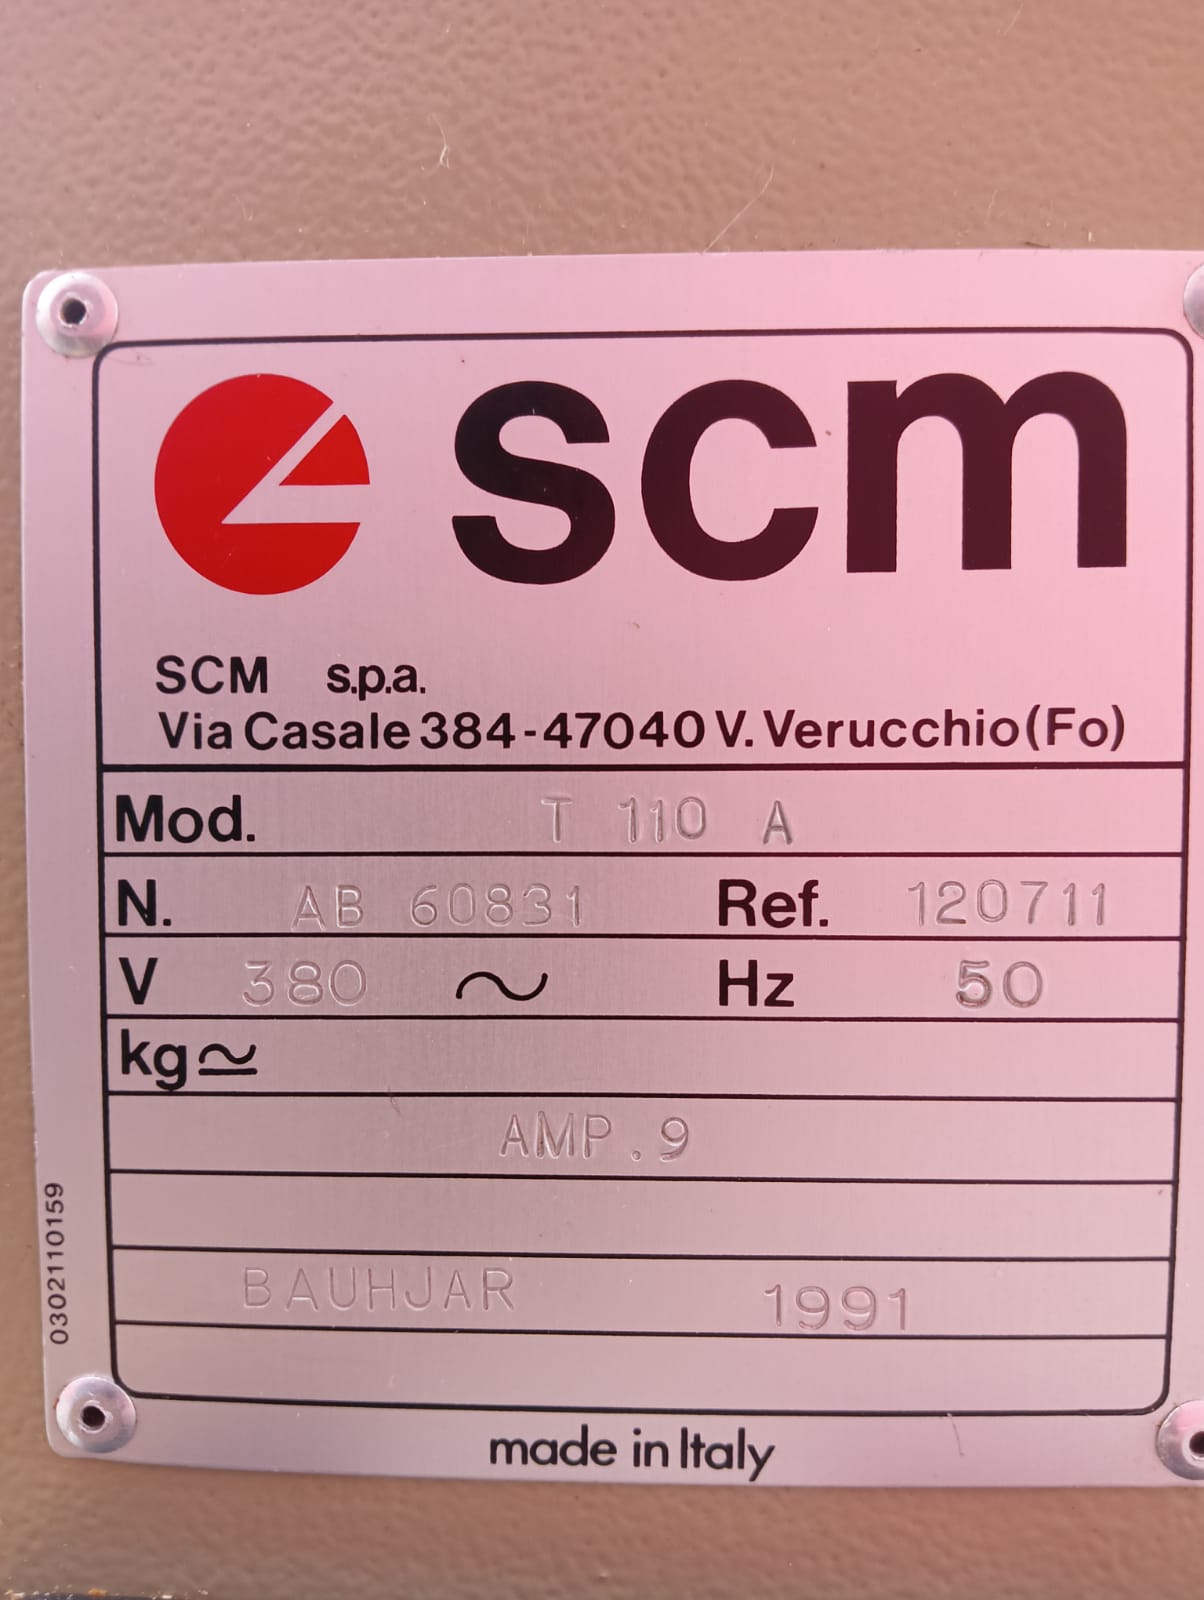 scm
SCM s.p.a.
Via Casale 384-47040 V. Verucchio (Fo)
Mod. T 110 A
N. AB 60831 Ref. 120711
V 380 ~ Hz 50
kg ≃
AMP.9
BAUHJAR 1991
made in Italy
0302110159